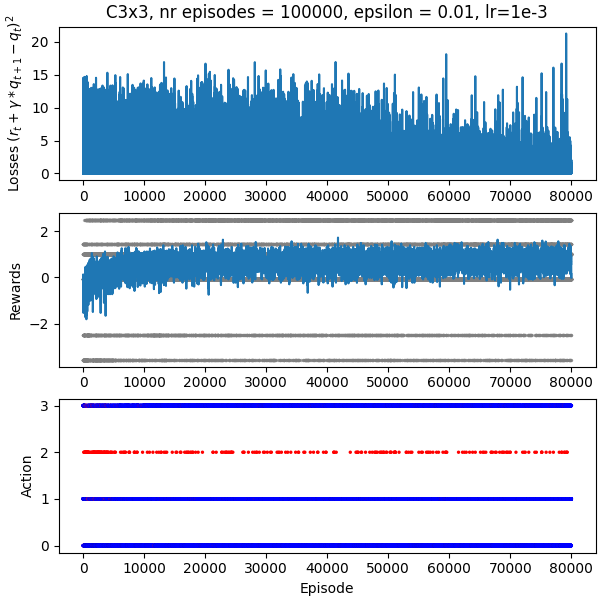 C3x3, nr episodes = 100000, epsilon = 0.01, lr=1e-3
Losses $(r_t + \gamma * q_{t+1} - q_t)^2$
20
15
10
5
0
0 10000 20000 30000 40000 50000 60000 70000 80000
Rewards
2
0
−2
0 10000 20000 30000 40000 50000 60000 70000 80000
Action
3
2
1
0
0 10000 20000 30000 40000 50000 60000 70000 80000
Episode